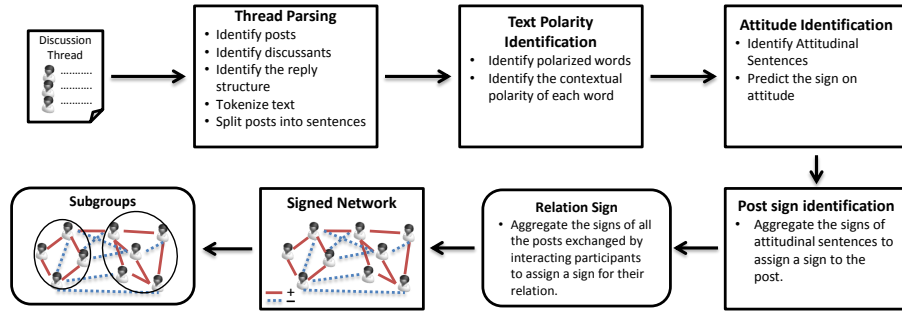 Discussion
Thread
...........
...........
...........
Thread Parsing
• Identify posts
• Identify discussants
• Identify the reply
structure
• Tokenize text
• Split posts into sentences
Text Polarity
Identification
• Identify polarized words
• Identify the contextual
polarity of each word
Attitude Identification
• Identify Attitudinal
Sentences
• Predict the sign on
attitude
Post sign identification
• Aggregate the signs of
attitudinal sentences to
assign a sign to the
post.
Relation Sign
• Aggregate the signs of all
the posts exchanged by
interacting participants
to assign a sign for their
relation.
Signed Network
+
–
Subgroups